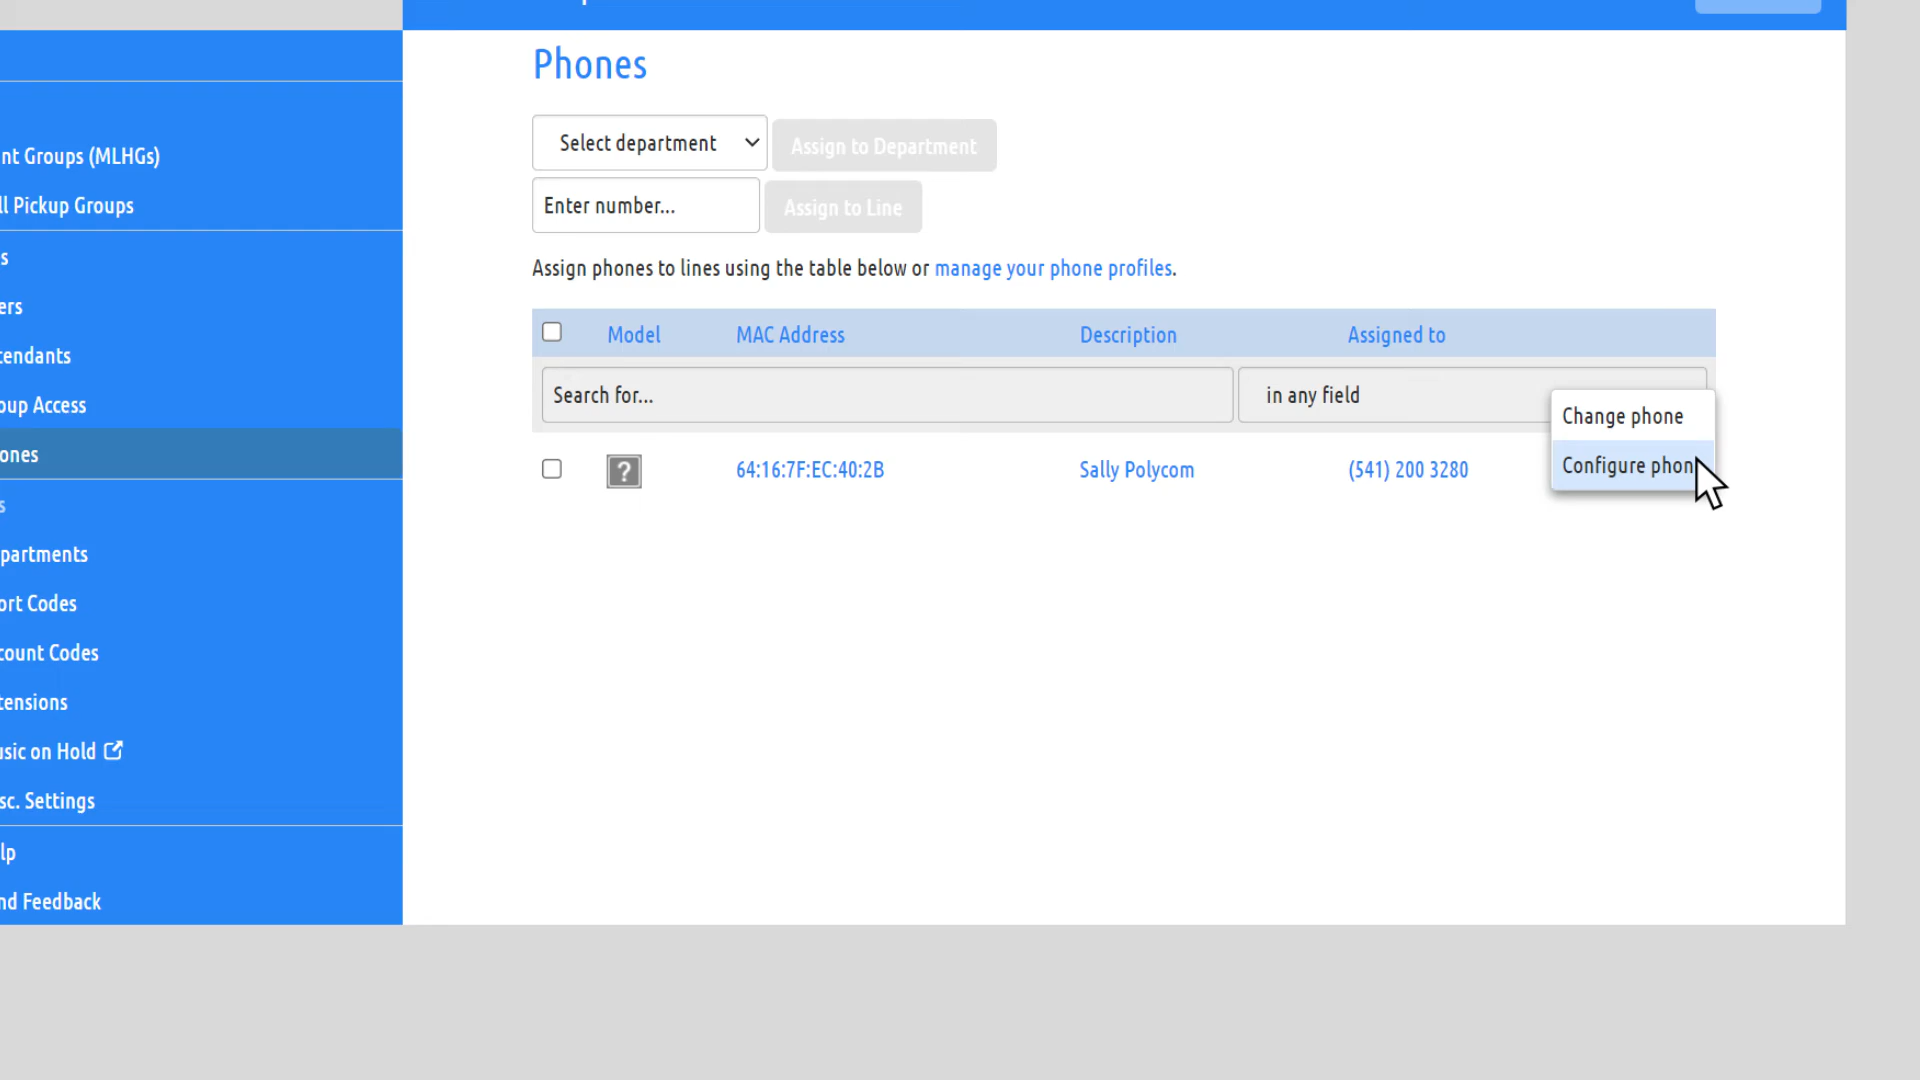 Phones
Select department
Assign to Department
Enter number...
Assign to Line
Assign phones to lines using the table below or manage your phone profiles.
Model MAC Address Description Assigned to
Search for... in any field
Change phone
Configure phon
? 64:16:7F:EC:40:2B Sally Polycom (541) 200 3280
nt Groups (MLHGs)
ll Pickup Groups
s
ers
tendants
oup Access
ones
s
partments
ort Codes
count Codes
tensions
usic on Hold
sc. Settings
lp
nd Feedback